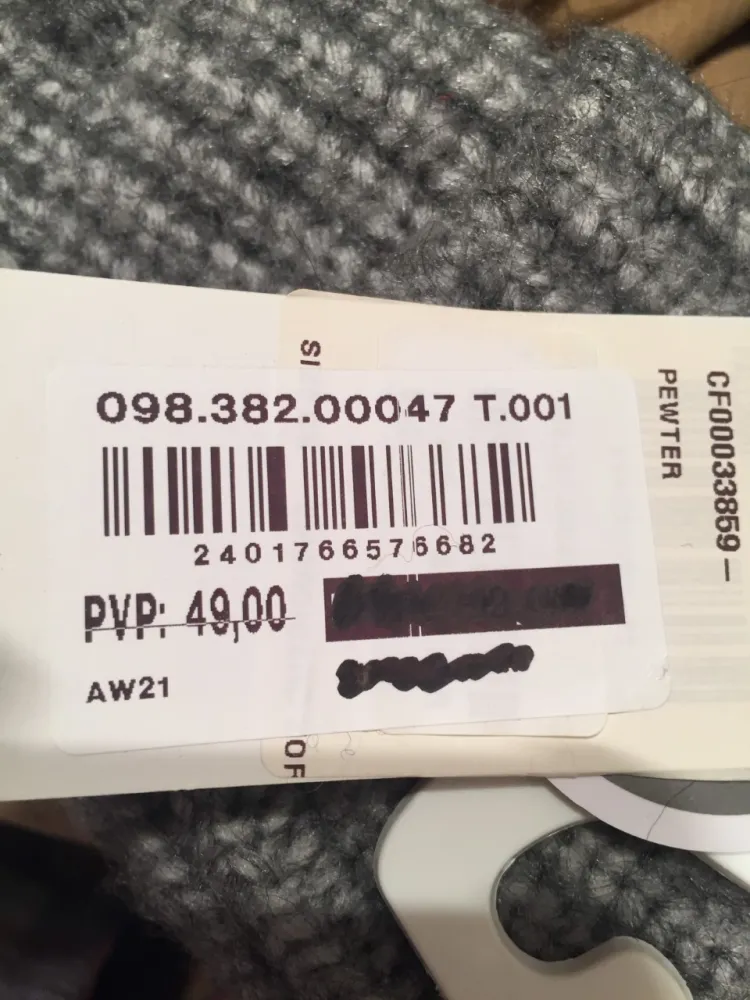 098.382.00047 T.001
2401766576682
PVP: 49,00
AW21
SI
OF
PEWTER
CF00033859—